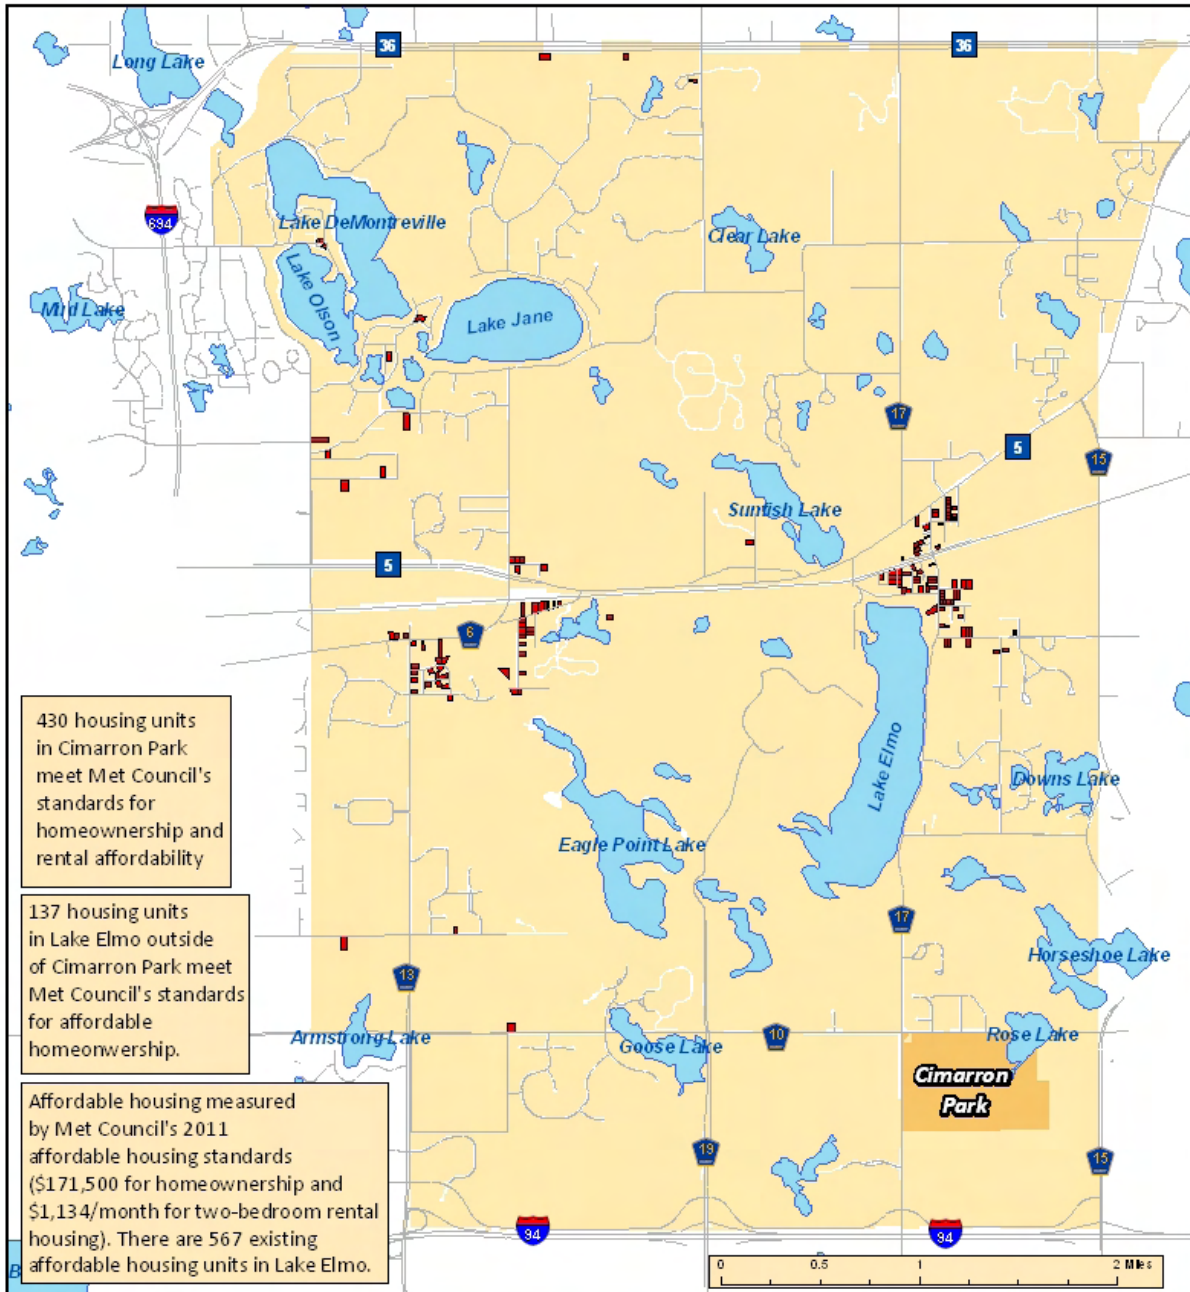 36
36
Long Lake
694
Lake DeMontreville
Clear Lake
Lake Olson
Mud Lake
Lake Jane
17
5
15
Sunfish Lake
5
6
430 housing units
in Cimarron Park
meet Met Council's
standards for
homeownership and
rental affordability
Lake Elmo
Downs Lake
Eagle Point Lake
137 housing units
in Lake Elmo outside
of Cimarron Park meet
Met Council's standards
for affordable
homeonwership.
17
Horseshoe Lake
13
Armstrong Lake
Goose Lake
10
Rose Lake
Cimarron
Park
Affordable housing measured
by Met Council's 2011
affordable housing standards
($171,500 for homeownership and
$1,134/month for two-bedroom rental
housing). There are 567 existing
affordable housing units in Lake Elmo.
19
15
94
94
B
0 0.5 1 2 Miles